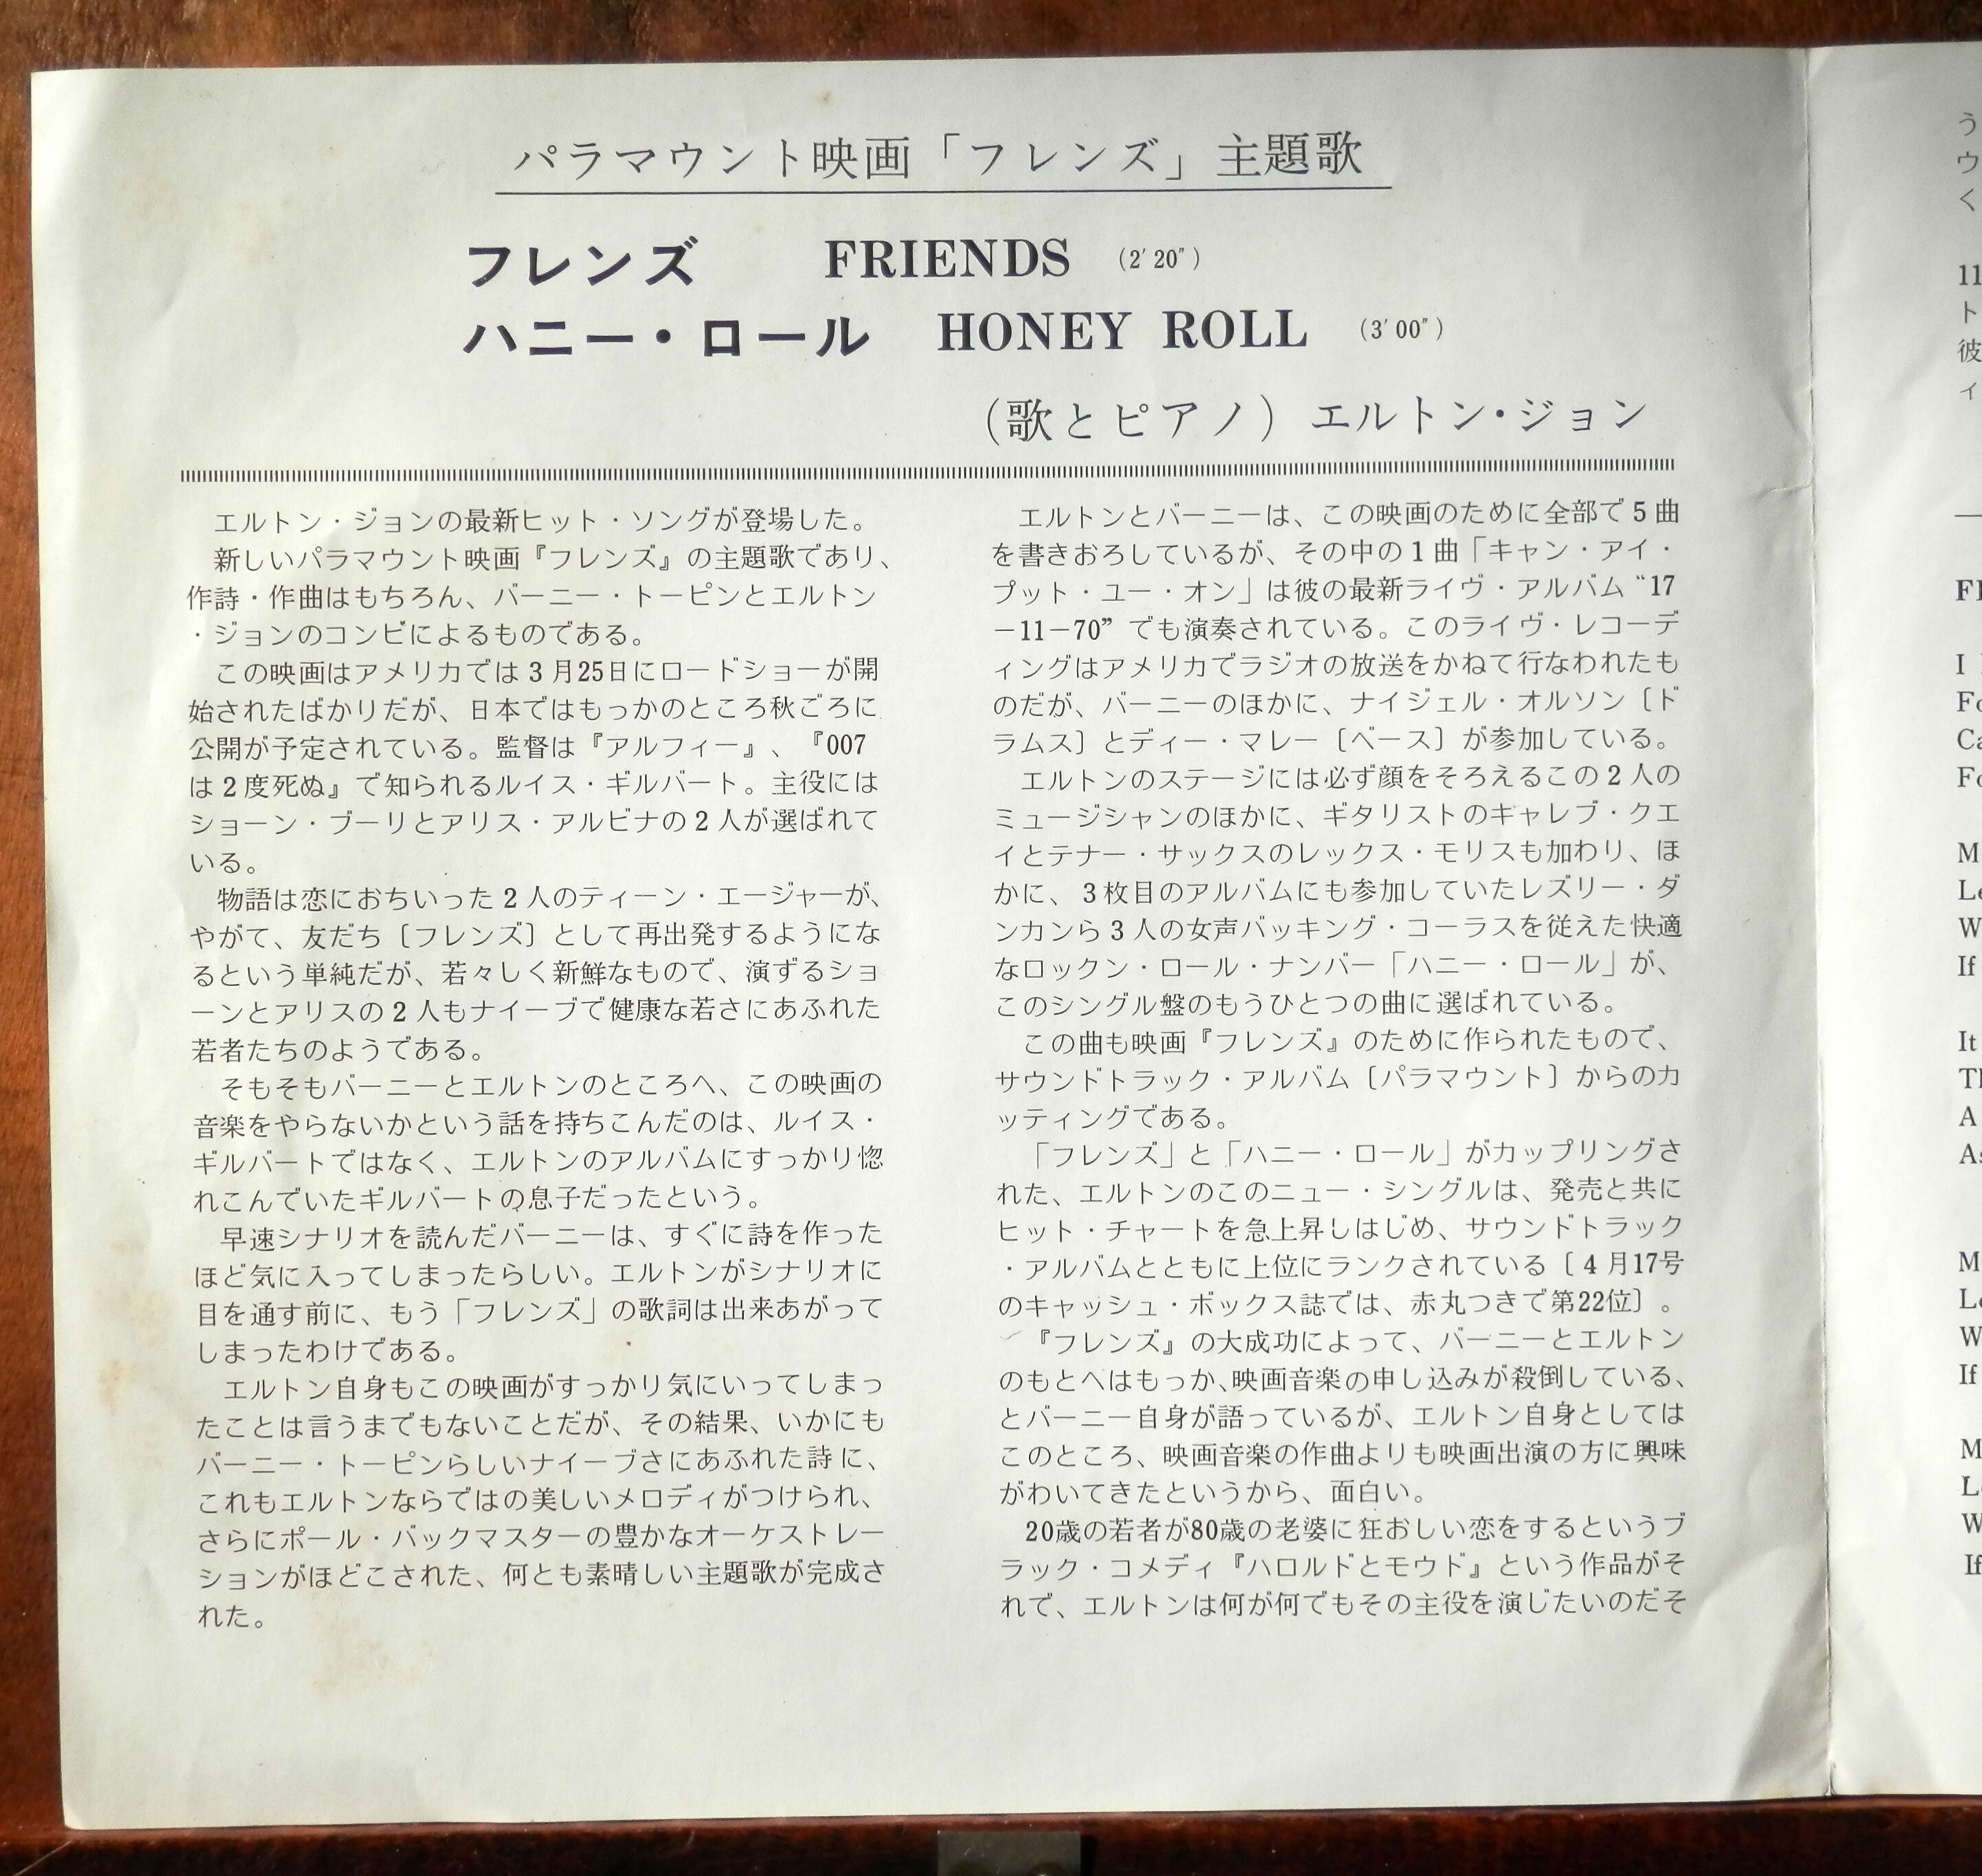 パラマウント映画「フレンズ」主題歌
フレンズ FRIENDS (2′20″)
ハニー・ロール HONEY ROLL (3′00″)
(歌とピアノ) エルトン・ジョン
エルトン・ジョンの最新ヒット・ソングが登場した。
新しいパラマウント映画『フレンズ』の主題歌であり、
作詩・作曲はもちろん、バーニー・トーピンとエルトン
・ジョンのコンビによるものである。
この映画はアメリカでは3月25日にロードショーが開
始されたばかりだが、日本ではもっかのところ秋ごろに
公開が予定されている。監督は『アルフィー』、『007
は2度死ぬ』で知られるルイス・ギルバート。主役には
ショーン・ブーリとアリス・アルビナの2人が選ばれて
いる。
物語は恋におちいった2人のティーン・エージャーが、
やがて、友だち〔フレンズ〕として再出発するようにな
るという単純だが、若々しく新鮮なもので、演ずるショ
ーンとアリスの2人もナイーブで健康な若さにあふれた
若者たちのようである。
そもそもバーニーとエルトンのところへ、この映画の
音楽をやらないかという話を持ちこんだのは、ルイス・
ギルバートではなく、エルトンのアルバムにすっかり惚
れこんでいたギルバートの息子だったという。
早速シナリオを読んだバーニーは、すぐに詩を作った
ほど気に入ってしまったらしい。エルトンがシナリオに
目を通す前に、もう「フレンズ」の歌詞は出来あがって
しまったわけである。
エルトン自身もこの映画がすっかり気にいってしまっ
たことは言うまでもないことだが、その結果、いかにも
バーニー・トーピンらしいナイーブさにあふれた詩に、
これもエルトンならではの美しいメロディがつけられ、
さらにポール・バックマスターの豊かなオーケストレー
ションがほどこされた、何とも素晴しい主題歌が完成さ
れた。
エルトンとバーニーは、この映画のために全部で5曲
を書きおろしているが、その中の1曲「キャン・アイ・
プット・ユー・オン」は彼の最新ライヴ・アルバム“17
−11−70”でも演奏されている。このライヴ・レコーデ
ィングはアメリカでラジオの放送をかねて行なわれたも
のだが、バーニーのほかに、ナイジェル・オルソン〔ド
ラムス〕とディー・マレー〔ベース〕が参加している。
エルトンのステージには必ず顔をそろえるこの2人の
ミュージシャンのほかに、ギタリストのキャレブ・クエ
イとテナー・サックスのレックス・モリスも加わり、ほ
かに、3枚目のアルバムにも参加していたレズリー・ダ
ンカンら3人の女声バッキング・コーラスを従えた快適
なロックン・ロール・ナンバー「ハニー・ロール」が、
このシングル盤のもうひとつの曲に選ばれている。
この曲も映画『フレンズ』のために作られたもので、
サウンドトラック・アルバム〔パラマウント〕からのカ
ッティングである。
「フレンズ」と「ハニー・ロール」がカップリングさ
れた、エルトンのこのニュー・シングルは、発売と共に
ヒット・チャートを急上昇しはじめ、サウンドトラック
・アルバムとともに上位にランクされている〔4月17号
のキャッシュ・ボックス誌では、赤丸つきで第22位〕。
『フレンズ』の大成功によって、バーニーとエルトン
のもとへはもっか、映画音楽の申し込みが殺倒している、
とバーニー自身が語っているが、エルトン自身としては
このところ、映画音楽の作曲よりも映画出演の方に興味
がわいてきたというから、面白い。
20歳の若者が80歳の老婆に狂おしい恋をするというブ
ラック・コメディ『ハロルドとモウド』という作品がそ
れで、エルトンは何が何でもその主役を演じたいのだそ
う
ウ
く
11
ト
彼
ィ
I
Fo
Ca
Fo
M
Le
W
If
It
Th
A
As
M
Le
W
If
M
Le
W
If